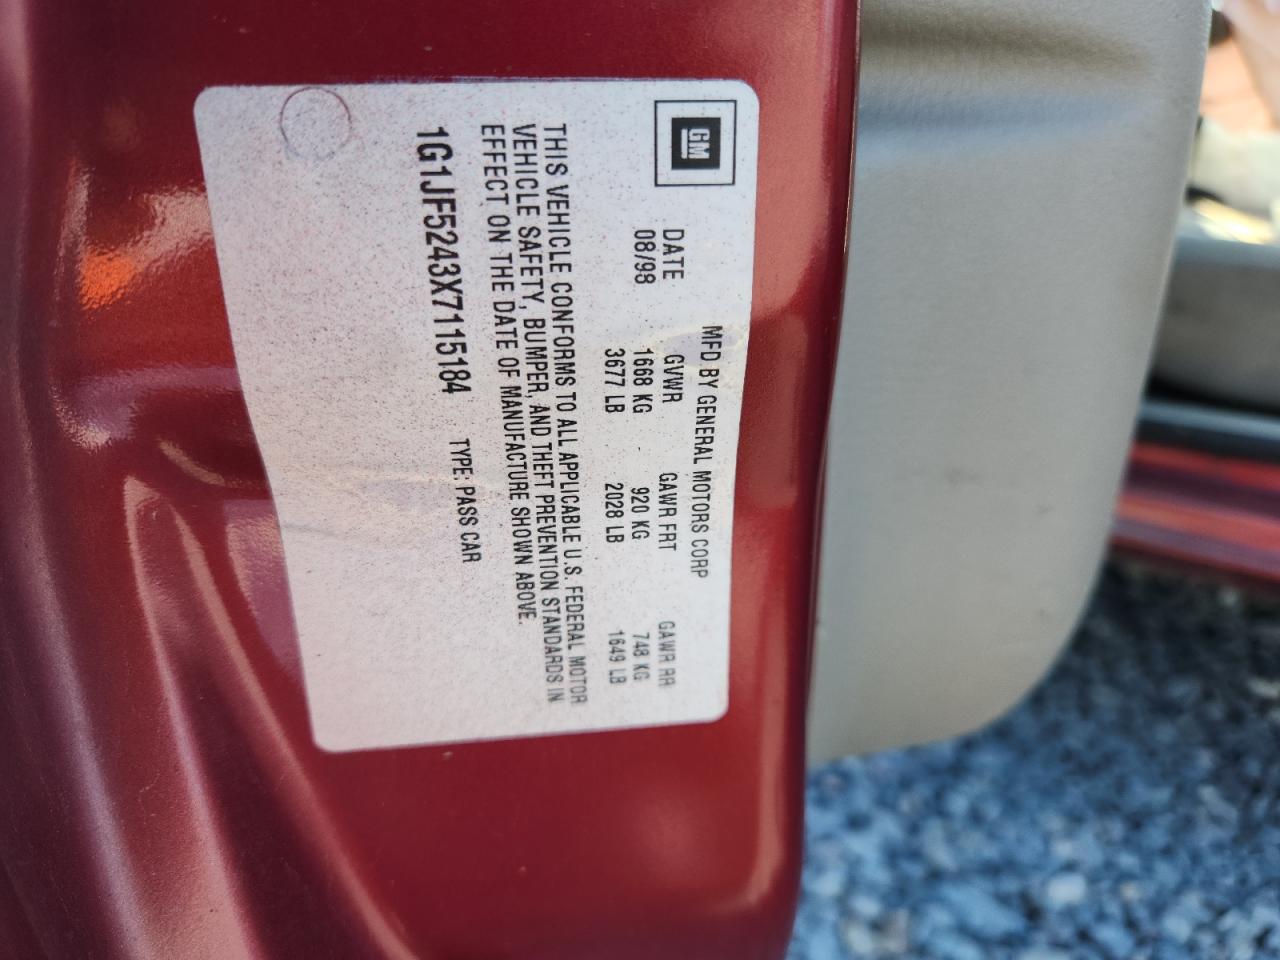 GM
MFD BY GENERAL MOTORS CORP
DATE GVWR GAWR FRT GAWR RR
08/98 1668 KG 920 KG 748 KG
3677 LB 2028 LB 1649 LB
THIS VEHICLE CONFORMS TO ALL APPLICABLE U.S. FEDERAL MOTOR
VEHICLE SAFETY, BUMPER, AND THEFT PREVENTION STANDARDS IN
EFFECT ON THE DATE OF MANUFACTURE SHOWN ABOVE.
1G1JF5243X7115184 TYPE: PASS CAR